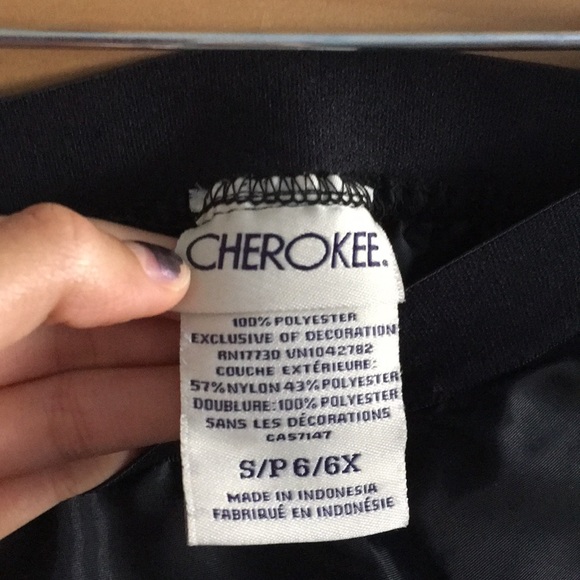 CHEROKEE.
100% POLYESTER
EXCLUSIVE OF DECORATION
RN17730 VN1042782
COUCHE EXTÉRIEURE:
57% NYLON 43% POLYESTER
DOUBLURE: 100% POLYESTER
SANS LES DÉCORATIONS
CA57147
S/P 6/6X
MADE IN INDONESIA
FABRIQUÉ EN INDONÉSIE